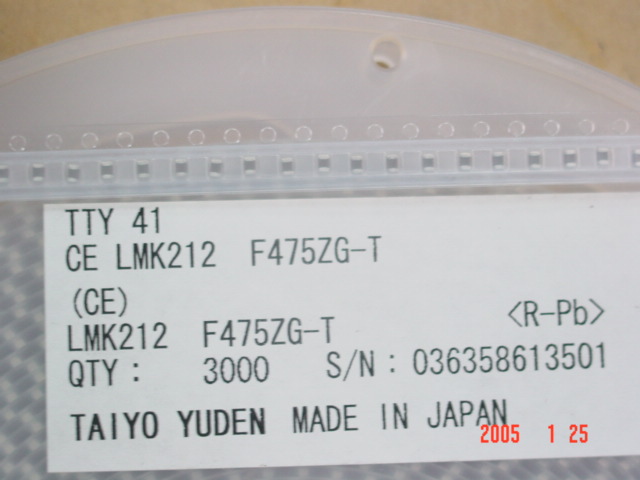 TTY 41
CE LMK212 F475ZG-T
(CE)
LMK212 F475ZG-T <R-Pb>
QTY : 3000 S/N : 036358613501
TAIYO YUDEN MADE IN JAPAN
2005 1 25